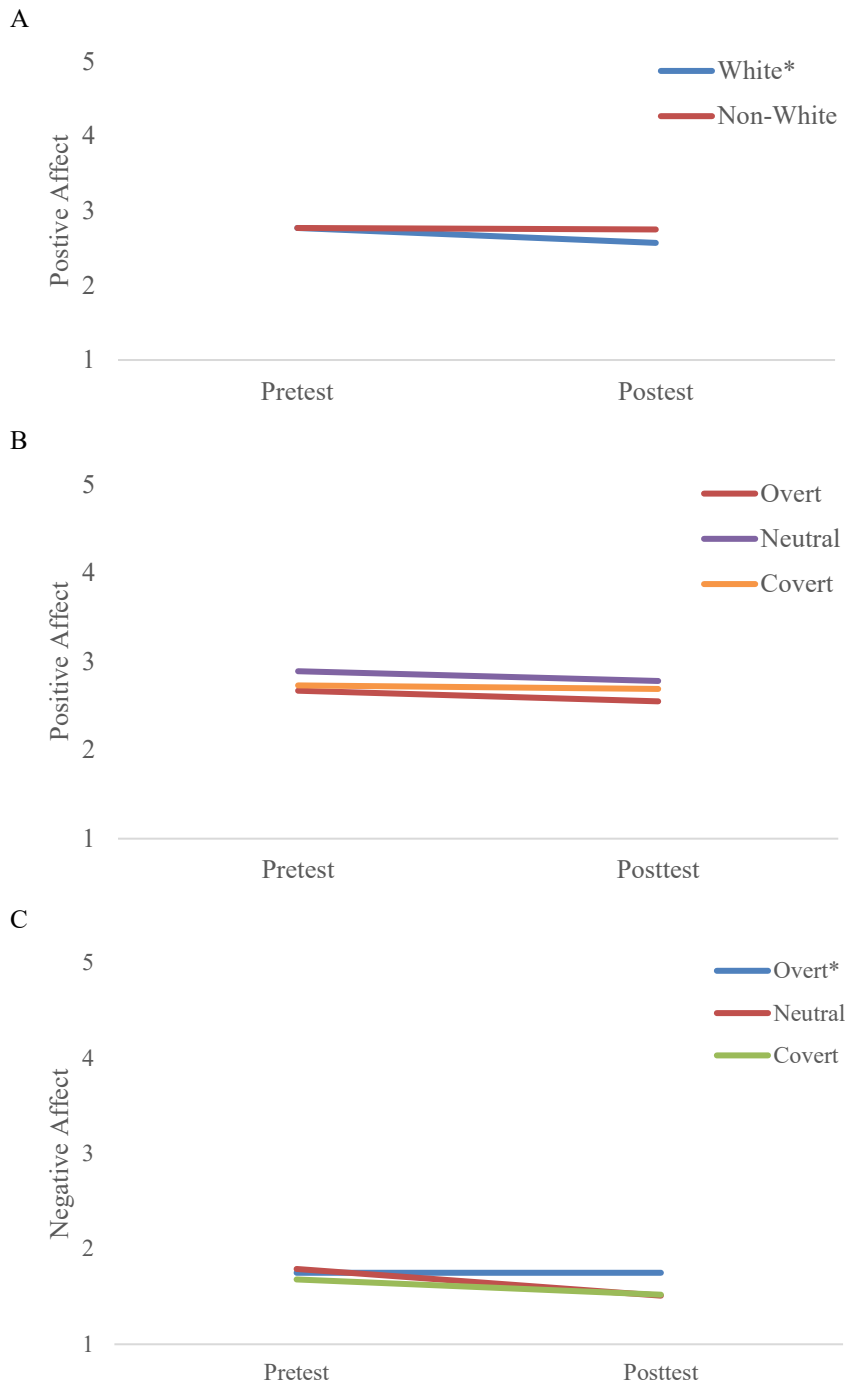 A
5
White*
Non-White
4
3
2
1
Postive Affect
Pretest
Postest
B
5
Overt
Neutral
Covert
4
3
2
1
Positive Affect
Pretest
Posttest
C
5
Overt*
Neutral
Covert
4
3
2
1
Negative Affect
Pretest
Posttest